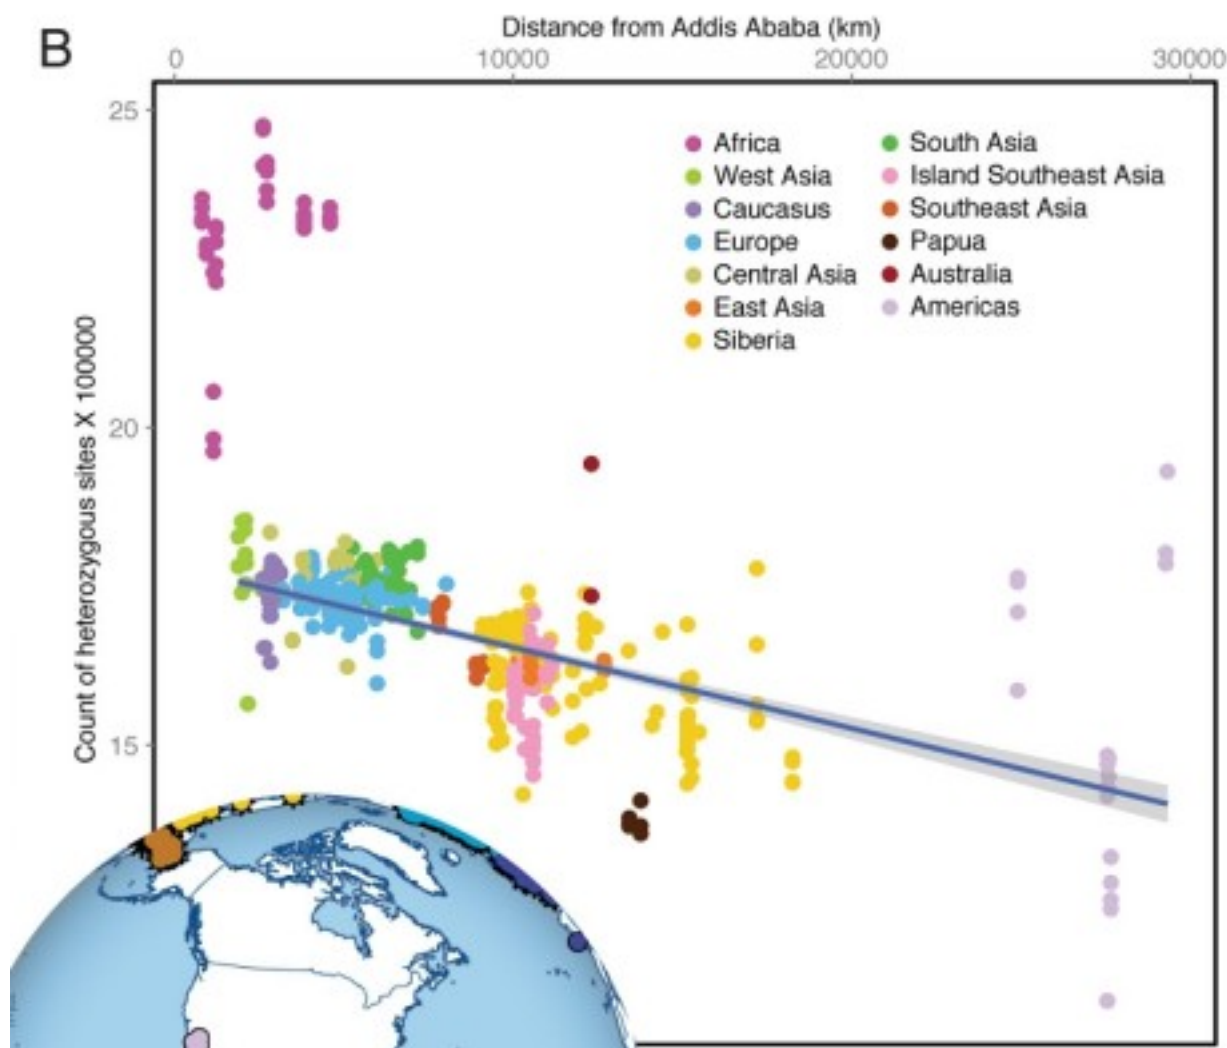 B
Distance from Addis Ababa (km)
0 10000 20000 30000
25
20
15
Count of heterozygous sites X 100000
Africa
West Asia
Caucasus
Europe
Central Asia
East Asia
Siberia
South Asia
Island Southeast Asia
Southeast Asia
Papua
Australia
Americas